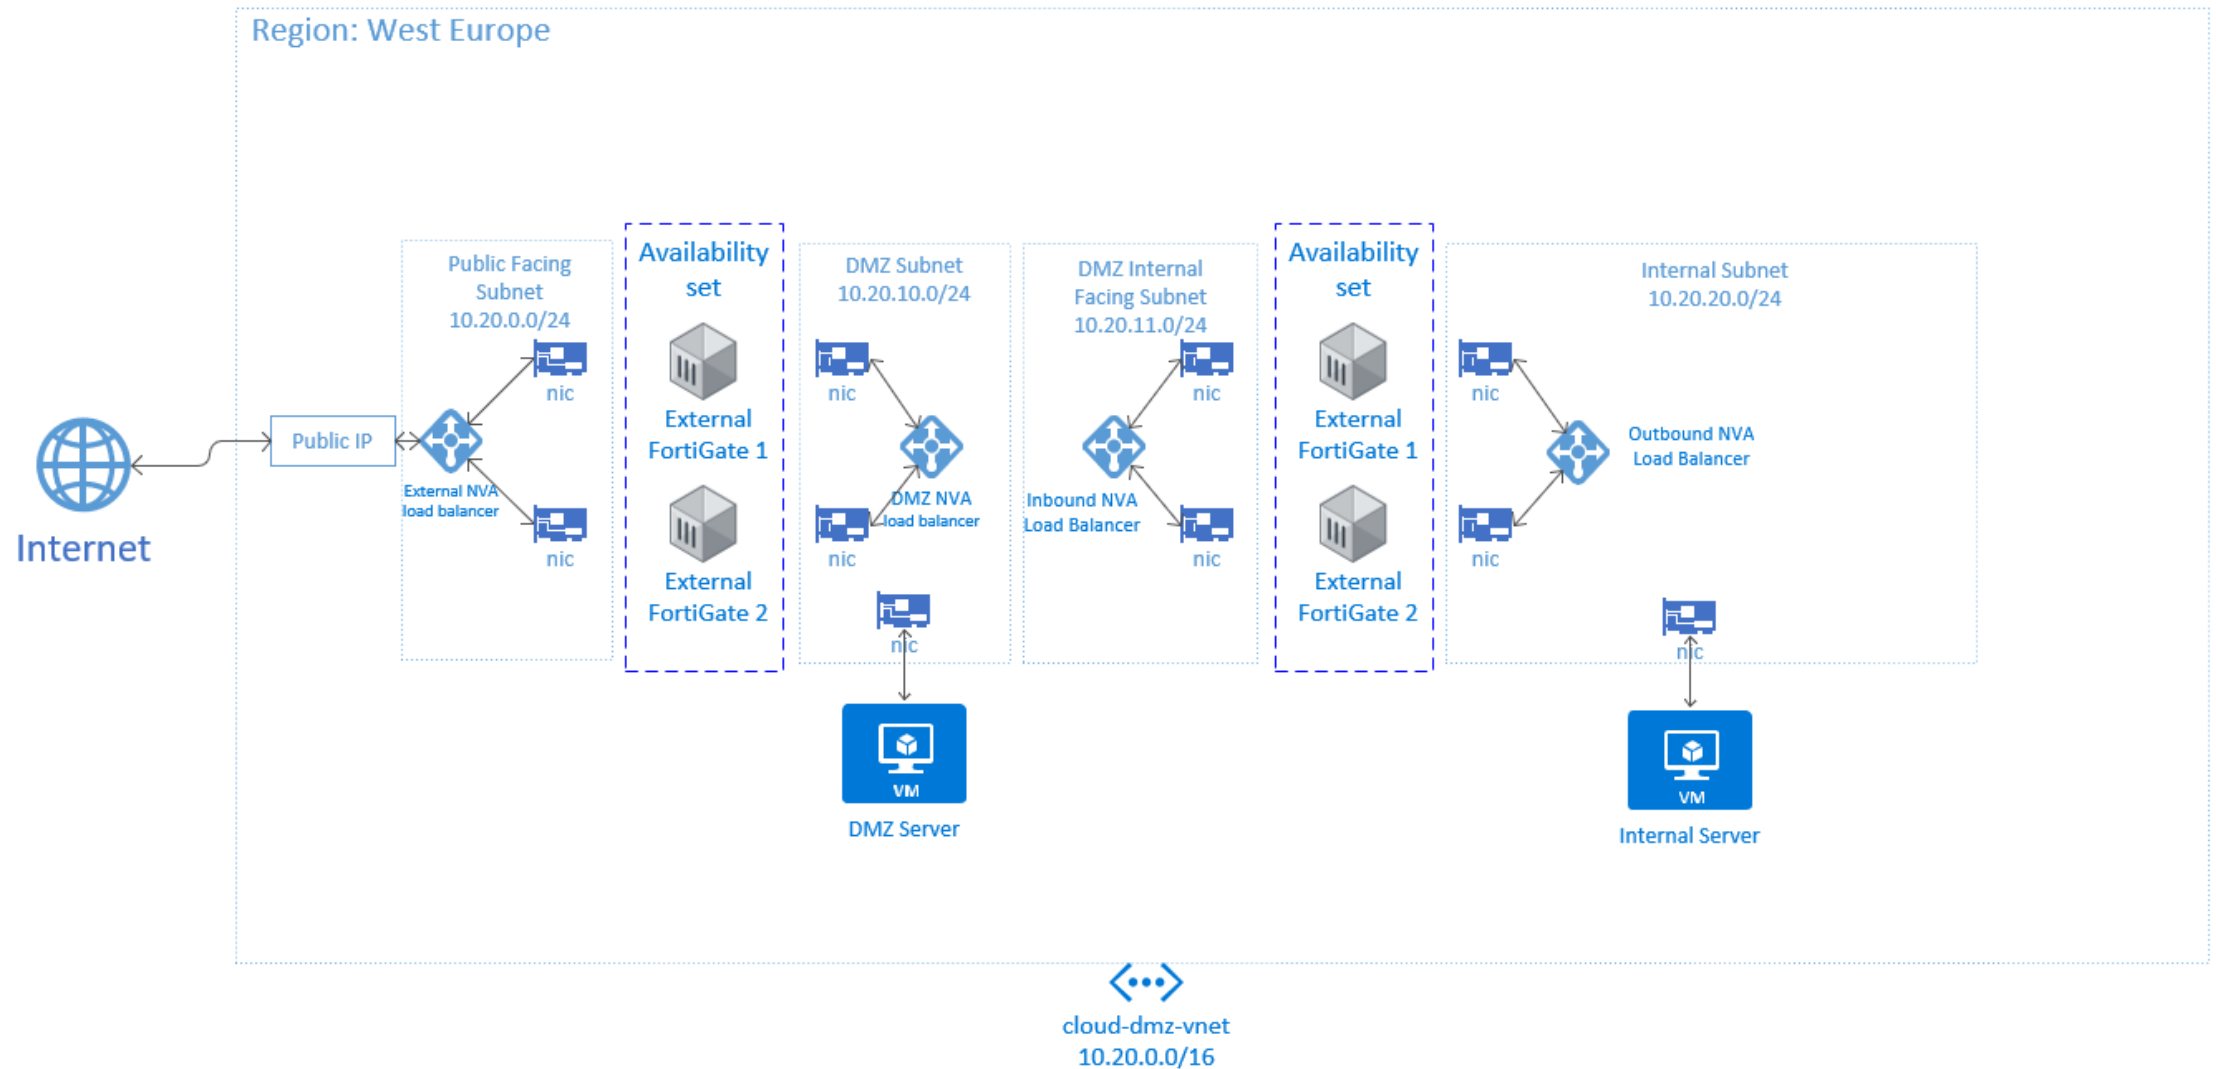 Region: West Europe
Internet
Public IP
Public Facing
Subnet
10.20.0.0/24
nic
External NVA
load balancer
nic
Availability
set
External
FortiGate 1
External
FortiGate 2
DMZ Subnet
10.20.10.0/24
nic
DMZ NVA
load balancer
nic
nic
VM
DMZ Server
DMZ Internal
Facing Subnet
10.20.11.0/24
nic
Inbound NVA
Load Balancer
nic
Availability
set
External
FortiGate 1
External
FortiGate 2
Internal Subnet
10.20.20.0/24
nic
Outbound NVA
Load Balancer
nic
nic
VM
Internal Server
cloud-dmz-vnet
10.20.0.0/16